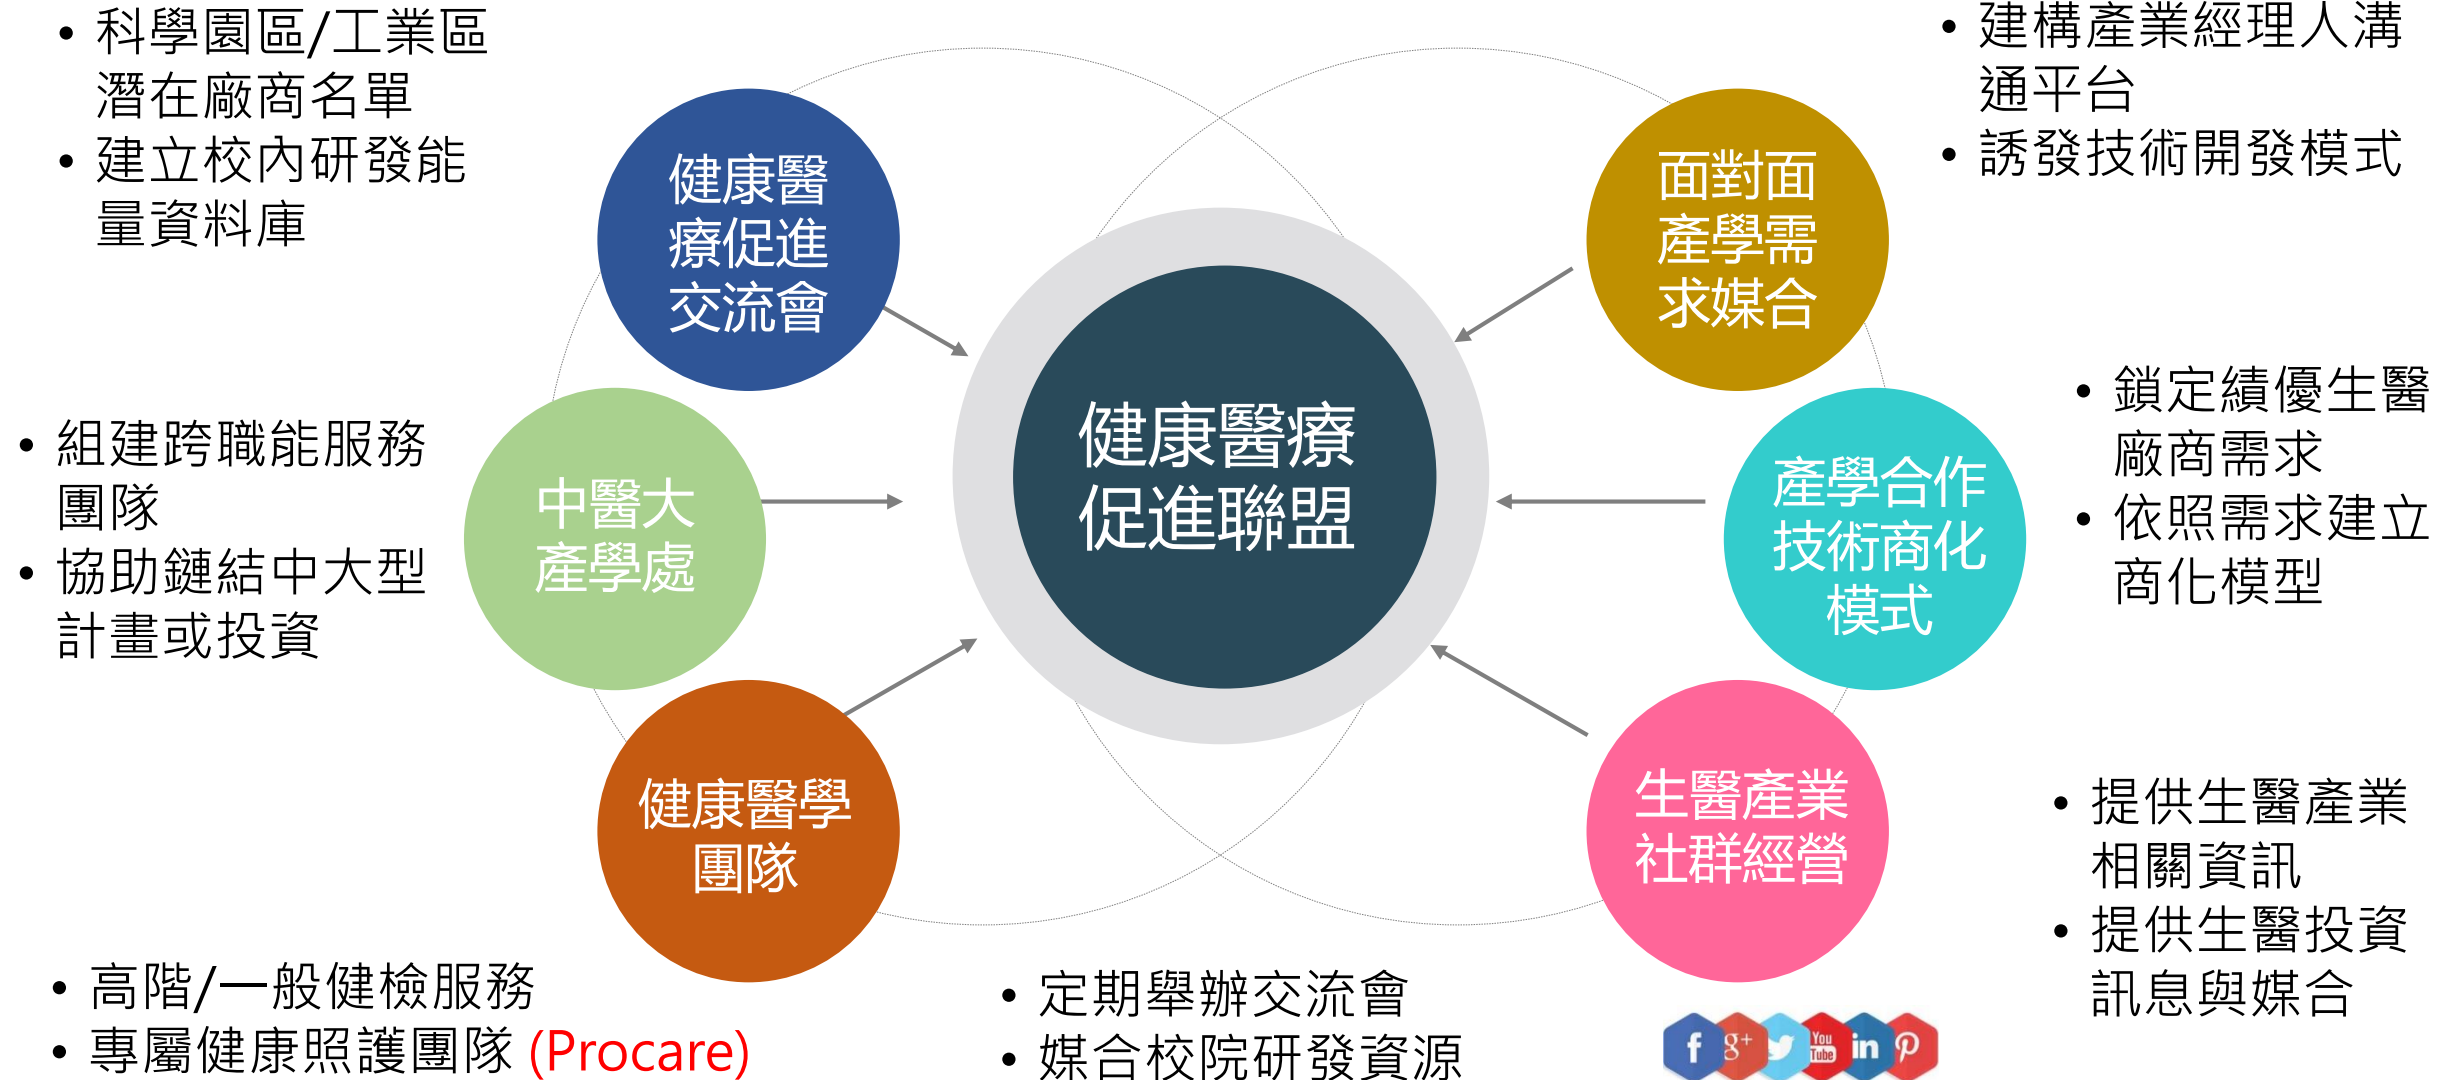 • 科學園區/工業區
潛在廠商名單
• 建立校內研發能
量資料庫
健康醫
療促進
交流會
• 組建跨職能服務
團隊
• 協助鏈結中大型
計畫或投資
中醫大
產學處
健康醫學
團隊
• 高階/一般健檢服務
• 專屬健康照護團隊 (Procare)
健康醫療
促進聯盟
• 定期舉辦交流會
• 媒合校院研發資源
• 建構產業經理人溝
通平台
• 誘發技術開發模式
面對面
產學需
求媒合
• 鎖定績優生醫
廠商需求
• 依照需求建立
商化模型
產學合作
技術商化
模式
生醫產業
社群經營
• 提供生醫產業
相關資訊
• 提供生醫投資
訊息與媒合
f
g+
You
Tube
in